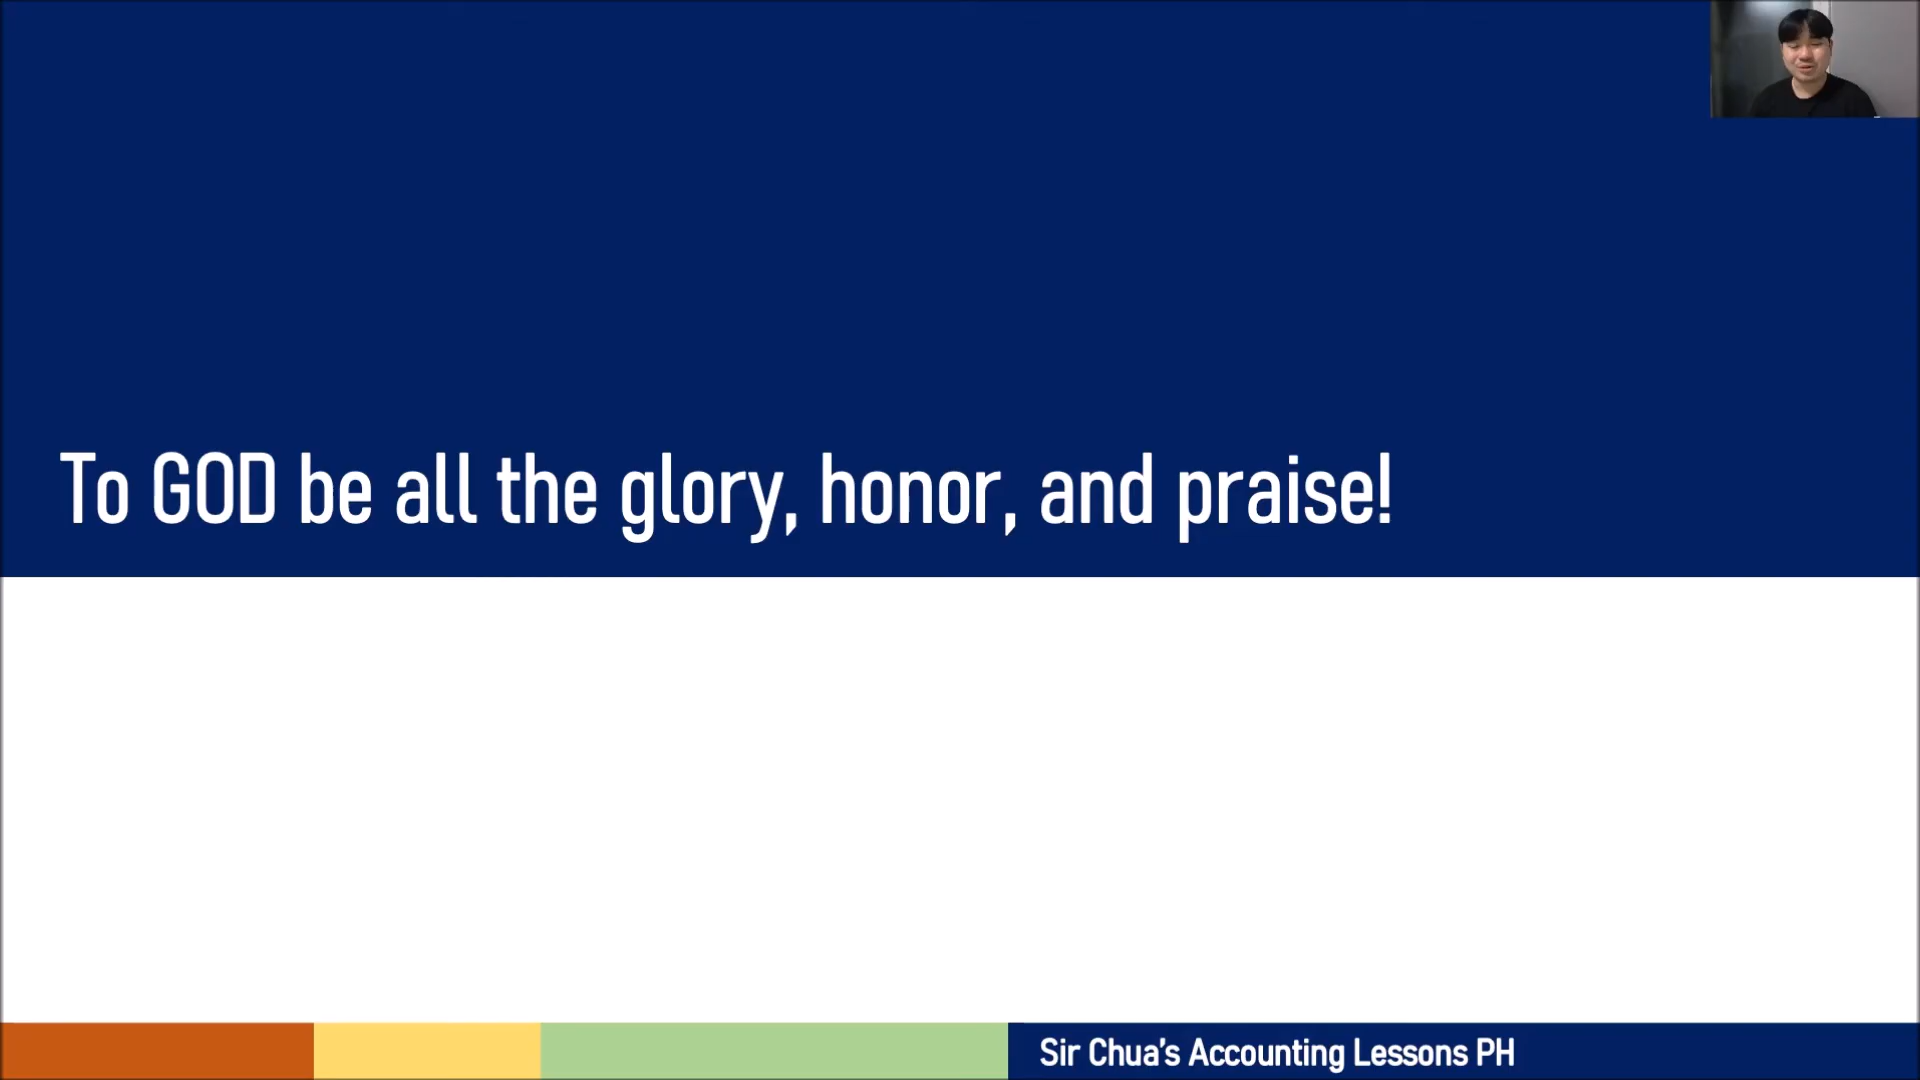 To GOD be all the glory, honor, and praise!
Sir Chua's Accounting Lessons PH